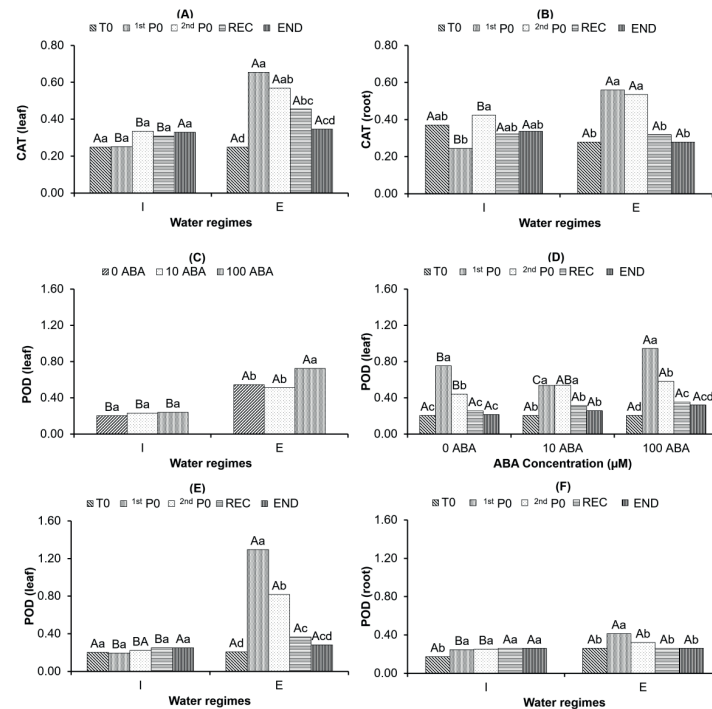 (A)
T0 1st P0 2nd P0 REC END
0.80
0.60
0.40
0.20
0.00
CAT (leaf)
Aa Ba Ba Ba Aa Ad Aa Aab Abc Acd
I E
Water regimes
(B)
T0 1st P0 2nd P0 REC END
0.80
0.60
0.40
0.20
0.00
CAT (root)
Aab Bb Ba Aab Aab Ab Aa Aa Ab Ab
I E
Water regimes
(C)
0 ABA 10 ABA 100 ABA
1.60
1.20
0.80
0.40
0.00
POD (leaf)
Ba Ba Ba Ab Ab Aa
I E
Water regimes
(D)
T0 1st P0 2nd P0 REC END
1.60
1.20
0.80
0.40
0.00
POD (leaf)
Ac Ba Bb Ac Ac Ab Ca ABa Ab Ab Ad Aa Ab Ac Acd
0 ABA 10 ABA 100 ABA
ABA Concentration (µM)
(E)
T0 1st P0 2nd P0 REC END
1.60
1.20
0.80
0.40
0.00
POD (leaf)
Aa Ba BA Ba Aa Ad Aa Ab Ac Acd
I E
Water regimes
(F)
T0 1st P0 2nd P0 REC END
1.60
1.20
0.80
0.40
0.00
POD (root)
Ab Ba Ba Aa Aa Ab Aa Ab Ab Ab
I E
Water regimes